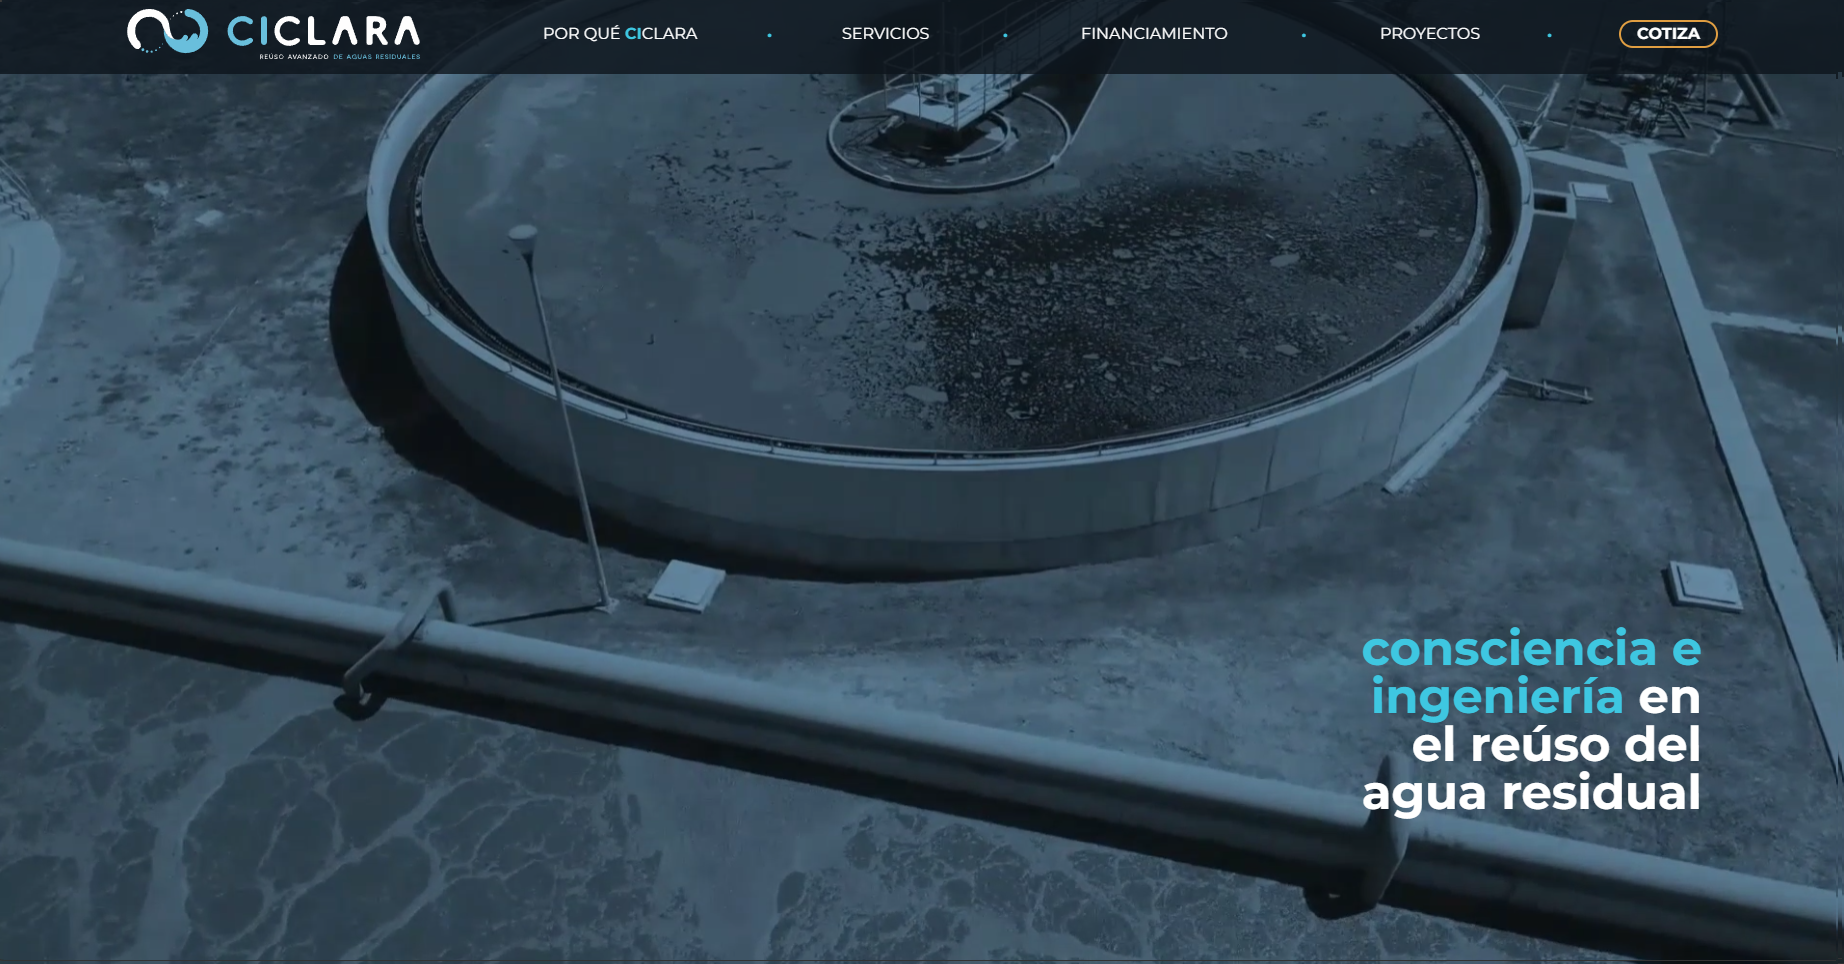 CICLARA
REÚSO AVANZADO DE AGUAS RESIDUALES
POR QUÉ CICLARA • SERVICIOS • FINANCIAMIENTO • PROYECTOS • COTIZA
consciencia e
ingeniería en
el reúso del
agua residual